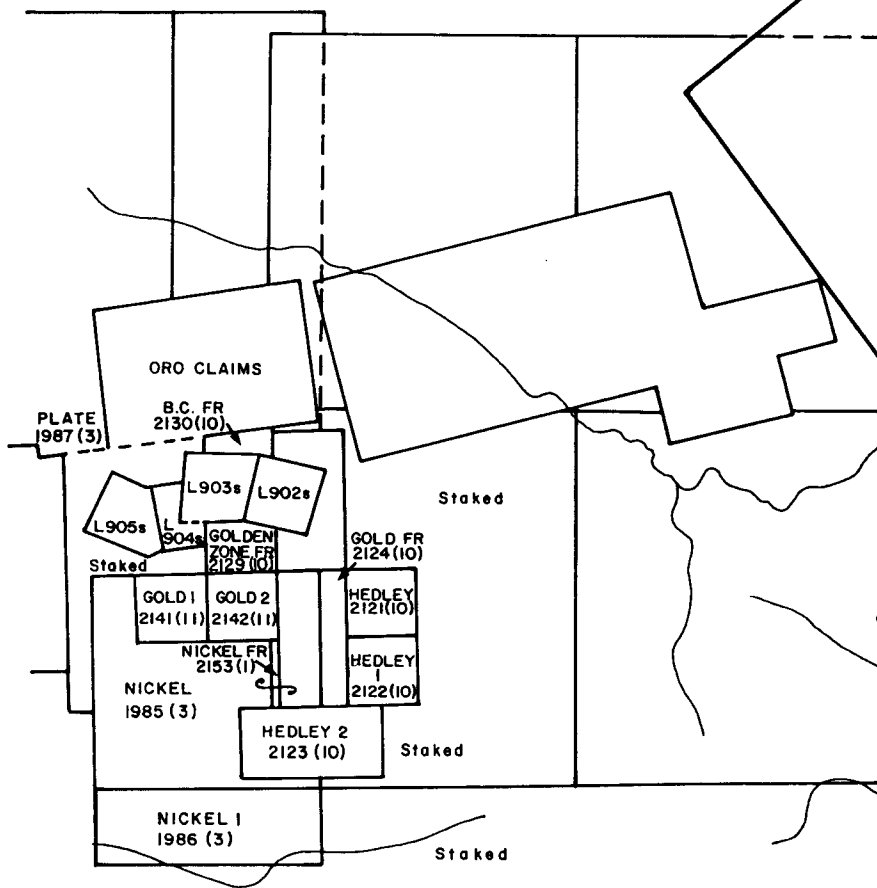 ORO CLAIMS
B.C. FR
2130(10)
PLATE
1987(3)
L903s
L902s
L905s
L
904s
Staked
GOLDEN
ZONE FR
2129(10)
GOLD FR
2124(10)
Staked
GOLD 1
2141(11)
GOLD 2
2142(11)
HEDLEY
2121(10)
NICKEL FR
2153(1)
HEDLEY
1
2122(10)
NICKEL
1985(3)
HEDLEY 2
2123(10)
Staked
NICKEL 1
1986(3)
Staked